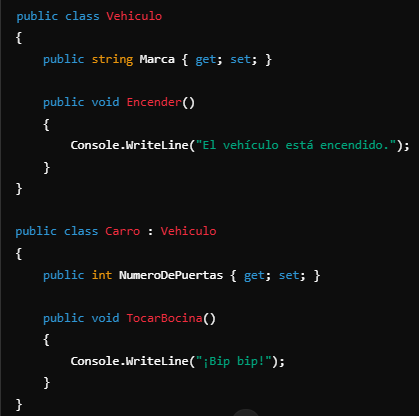 public class Vehiculo
{
    public string Marca { get; set; }

    public void Encender()
    {
        Console.WriteLine("El vehículo está encendido.");
    }
}

public class Carro : Vehiculo
{
    public int NumeroDePuertas { get; set; }

    public void TocarBocina()
    {
        Console.WriteLine("¡Bip bip!");
    }
}